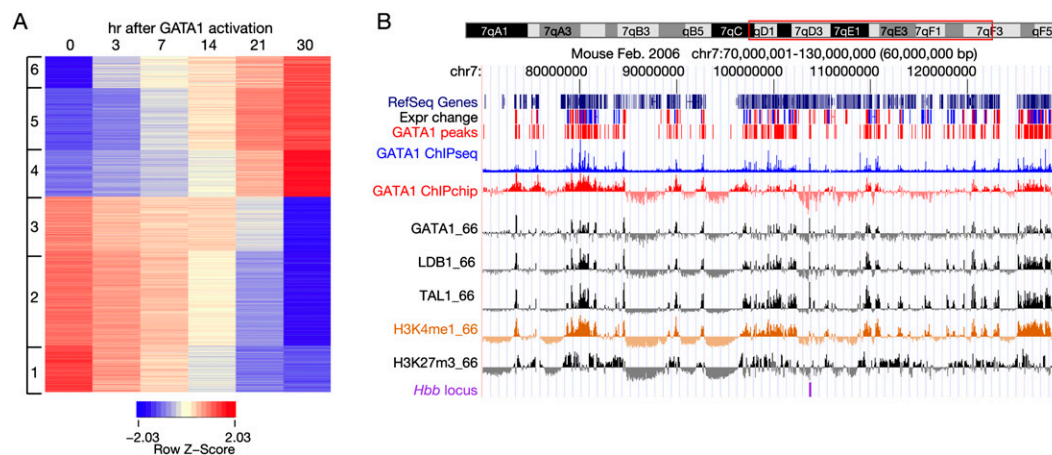 A
hr after GATA1 activation
0 3 7 14 21 30
6
5
4
3
2
1
−2.03 2.03
Row Z−Score
B
7qA1 7qA3 7qB3 qB5 7qC qD1 7qD3 7qE1 7qE3 7qF1 7qF3 qF5
Mouse Feb. 2006 chr7:70,000,001-130,000,000 (60,000,000 bp)
chr7: 80000000 90000000 100000000 110000000 120000000
RefSeq Genes
Expr change
GATA1 peaks
GATA1 ChIPseq
GATA1 ChIPchip
GATA1_66
LDB1_66
TAL1_66
H3K4me1_66
H3K27m3_66
Hbb locus